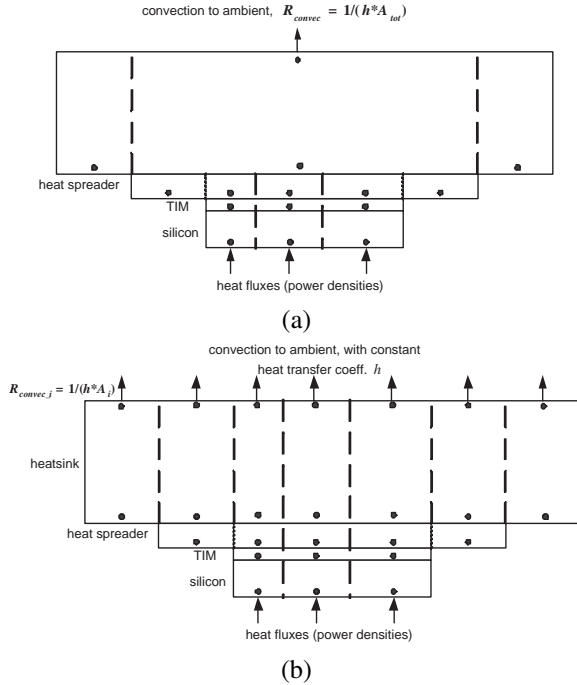 convection to ambient, R_convec = 1/(h*A_tot)
heat spreader
TIM
silicon
heat fluxes (power densities)
(a)
convection to ambient, with constant
heat transfer coeff. h
R_convec_i = 1/(h*A_i)
heatsink
heat spreader
TIM
silicon
heat fluxes (power densities)
(b)